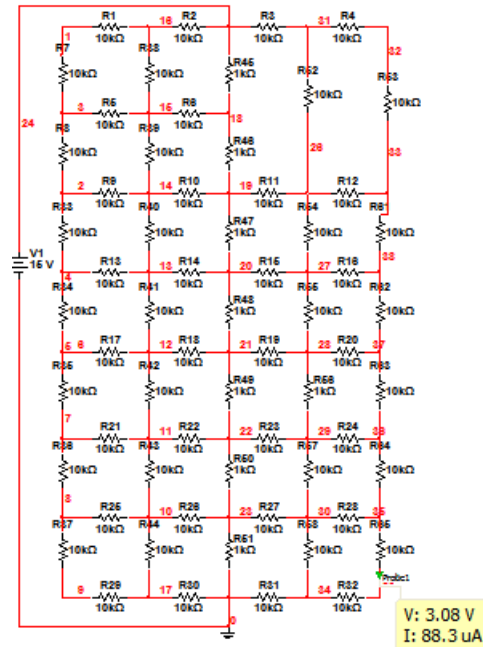 R1 16 R2 R3 31 R4
10kΩ 10kΩ 10kΩ 10kΩ
1 32
R7 R38 R45 R52 R53
10kΩ 10kΩ 1kΩ 10kΩ 10kΩ
24 3 R5 15 R6 18
10kΩ 10kΩ
R8 R39 R46 26 33
10kΩ 10kΩ 1kΩ
2 R9 14 R10 19 R11 R12
10kΩ 10kΩ 10kΩ 10kΩ
R33 R40 R47 R54 R61
10kΩ 10kΩ 1kΩ 10kΩ 10kΩ
V1
15 V
R13 13 R14 20 R15 27 R16 38
4 10kΩ 10kΩ 10kΩ 10kΩ
R34 R41 R48 R55 R62
10kΩ 10kΩ 1kΩ 10kΩ 10kΩ
5 6 R17 12 R18 21 R19 28 R20 37
10kΩ 10kΩ 10kΩ 10kΩ
R35 R42 R49 R56 R63
10kΩ 10kΩ 1kΩ 1kΩ 10kΩ
7 R21 11 R22 22 R23 29 R24 36
10kΩ 10kΩ 10kΩ 10kΩ
R36 R43 R50 R57 R64
10kΩ 10kΩ 1kΩ 10kΩ 10kΩ
8 R25 10 R26 23 R27 30 R28 35
10kΩ 10kΩ 10kΩ 10kΩ
R37 R44 R51 R58 R65
10kΩ 10kΩ 1kΩ 10kΩ 10kΩ
Probe1
9 R29 17 R30 R31 34 R32
10kΩ 10kΩ 10kΩ 10kΩ
0
V: 3.08 V
I: 88.3 uA